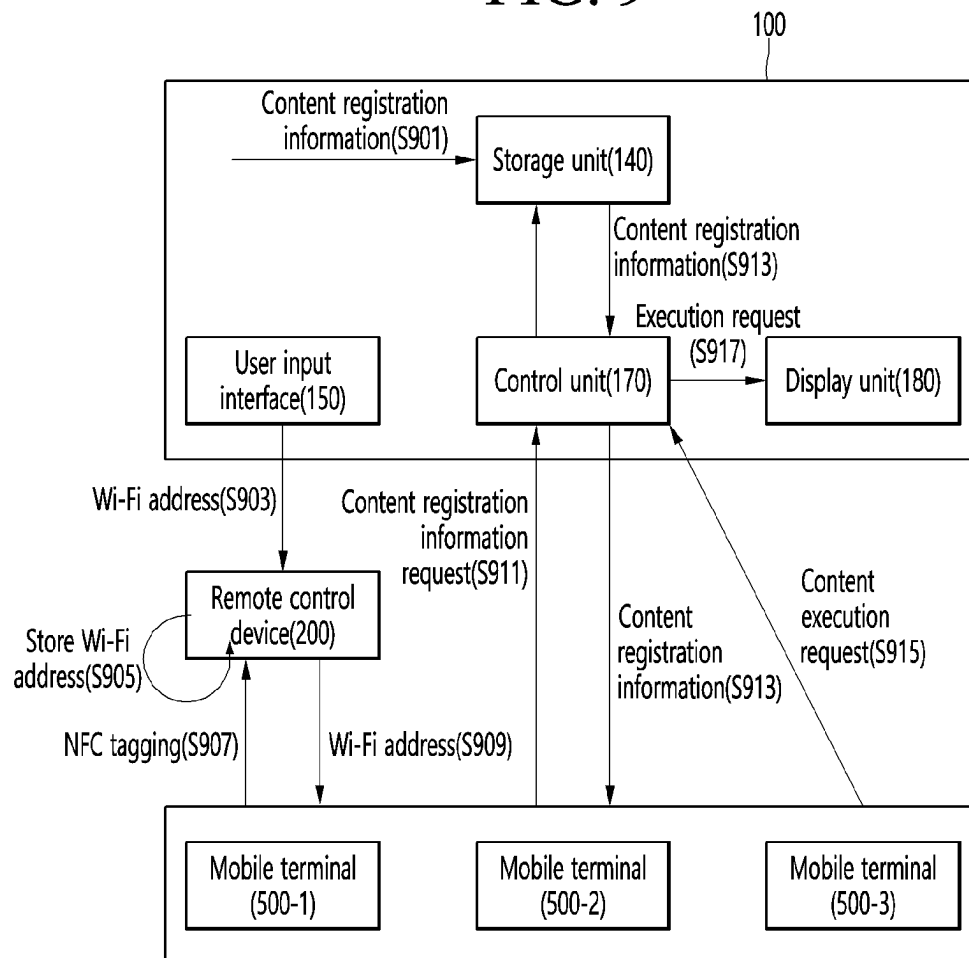 FIG. 9
100
Content registration
information(S901)
Storage unit(140)
Content registration
information(S913)
Execution request
(S917)
User input
interface(150)
Control unit(170)
Display unit(180)
Wi-Fi address(S903)
Content registration
information
request(S911)
Remote control
device(200)
Store Wi-Fi
address(S905)
Content
execution
request(S915)
Content
registration
information(S913)
NFC tagging(S907)
Wi-Fi address(S909)
Mobile terminal
(500-1)
Mobile terminal
(500-2)
Mobile terminal
(500-3)